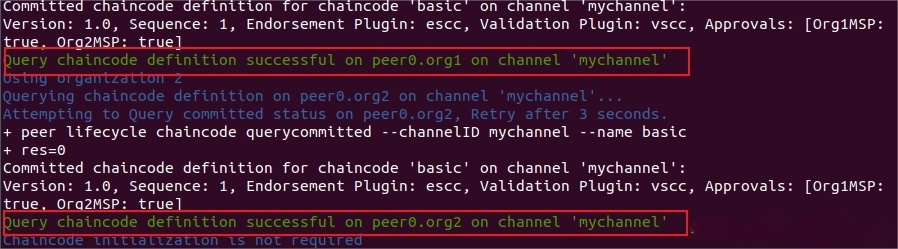 Committed chaincode definition for chaincode 'basic' on channel 'mychannel':
Version: 1.0, Sequence: 1, Endorsement Plugin: escc, Validation Plugin: vscc, Approvals: [Org1MSP:
true, Org2MSP: true]
Query chaincode definition successful on peer0.org1 on channel 'mychannel'
Using organization 2
Querying chaincode definition on peer0.org2 on channel 'mychannel'...
Attempting to Query committed status on peer0.org2, Retry after 3 seconds.
+ peer lifecycle chaincode querycommitted --channelID mychannel --name basic
+ res=0
Committed chaincode definition for chaincode 'basic' on channel 'mychannel':
Version: 1.0, Sequence: 1, Endorsement Plugin: escc, Validation Plugin: vscc, Approvals: [Org1MSP:
true, Org2MSP: true]
Query chaincode definition successful on peer0.org2 on channel 'mychannel'
Chaincode initialization is not required